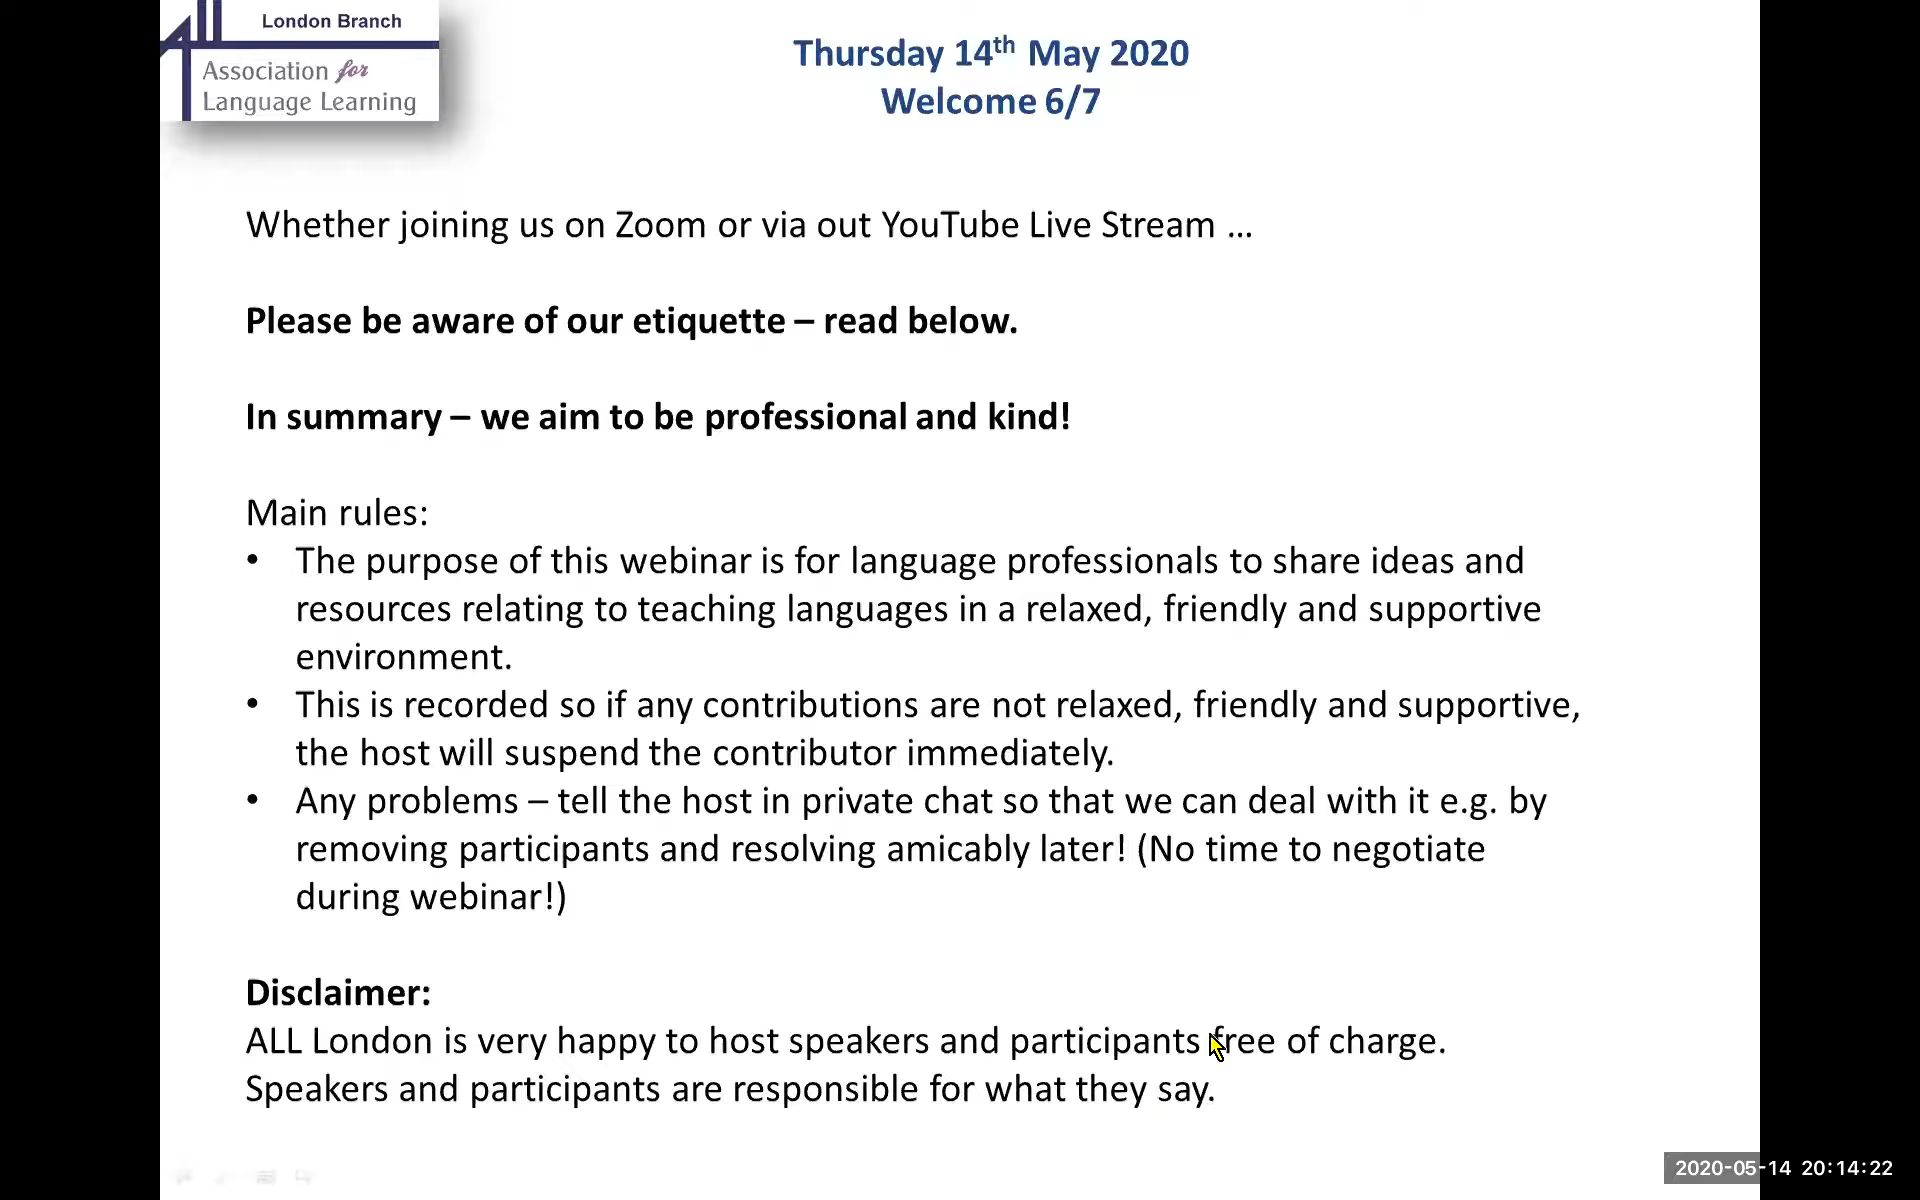 London Branch
All
Association for
Language Learning
Thursday 14th May 2020
Welcome 6/7
Whether joining us on Zoom or via out YouTube Live Stream ...
Please be aware of our etiquette – read below.
In summary – we aim to be professional and kind!
Main rules:
• The purpose of this webinar is for language professionals to share ideas and
resources relating to teaching languages in a relaxed, friendly and supportive
environment.
• This is recorded so if any contributions are not relaxed, friendly and supportive,
the host will suspend the contributor immediately.
• Any problems – tell the host in private chat so that we can deal with it e.g. by
removing participants and resolving amicably later! (No time to negotiate
during webinar!)
Disclaimer:
ALL London is very happy to host speakers and participants free of charge.
Speakers and participants are responsible for what they say.
2020-05-14 20:14:22